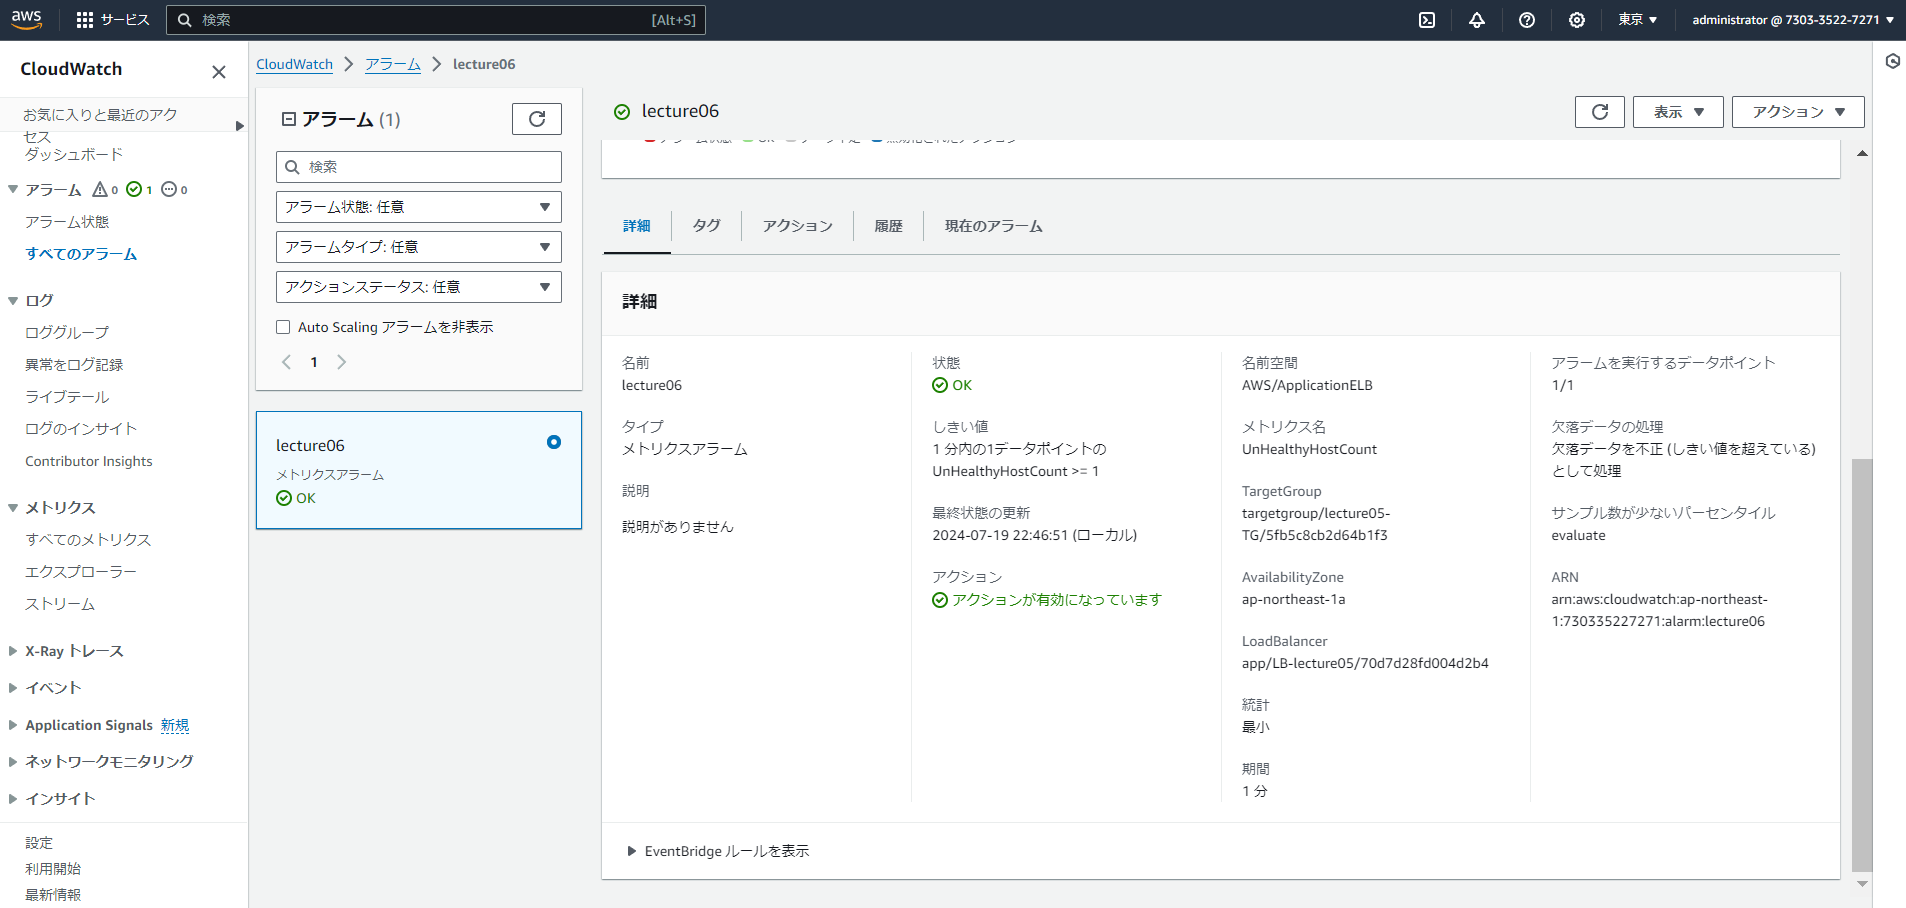 aws
サービス
検索
[Alt+S]
東京
administrator @ 7303-3522-7271
CloudWatch
お気に入りと最近のアク
セス
ダッシュボード
アラーム 0 1 0
アラーム状態
すべてのアラーム
ログ
ロググループ
異常をログ記録
ライブテール
ログのインサイト
Contributor Insights
メトリクス
すべてのメトリクス
エクスプローラー
ストリーム
X-Ray トレース
イベント
Application Signals 新規
ネットワークモニタリング
インサイト
設定
利用開始
最新情報
CloudWatch
アラーム
lecture06
アラーム (1)
検索
アラーム状態: 任意
アラームタイプ: 任意
アクションステータス: 任意
Auto Scaling アラームを非表示
1
lecture06
メトリクスアラーム
OK
lecture06
表示
アクション
詳細
タグ
アクション
履歴
現在のアラーム
詳細
名前
lecture06
タイプ
メトリクスアラーム
説明
説明がありません
状態
OK
しきい値
1 分内の1データポイントの
UnHealthyHostCount >= 1
最終状態の更新
2024-07-19 22:46:51 (ローカル)
アクション
アクションが有効になっています
名前空間
AWS/ApplicationELB
メトリクス名
UnHealthyHostCount
TargetGroup
targetgroup/lecture05-
TG/5fb5c8cb2d64b1f3
AvailabilityZone
ap-northeast-1a
LoadBalancer
app/LB-lecture05/70d7d28fd004d2b4
統計
最小
期間
1 分
アラームを実行するデータポイント
1/1
欠落データの処理
欠落データを不正 (しきい値を超えている)
として処理
サンプル数が少ないパーセンタイル
evaluate
ARN
arn:aws:cloudwatch:ap-northeast-
1:730335227271:alarm:lecture06
EventBridge ルールを表示